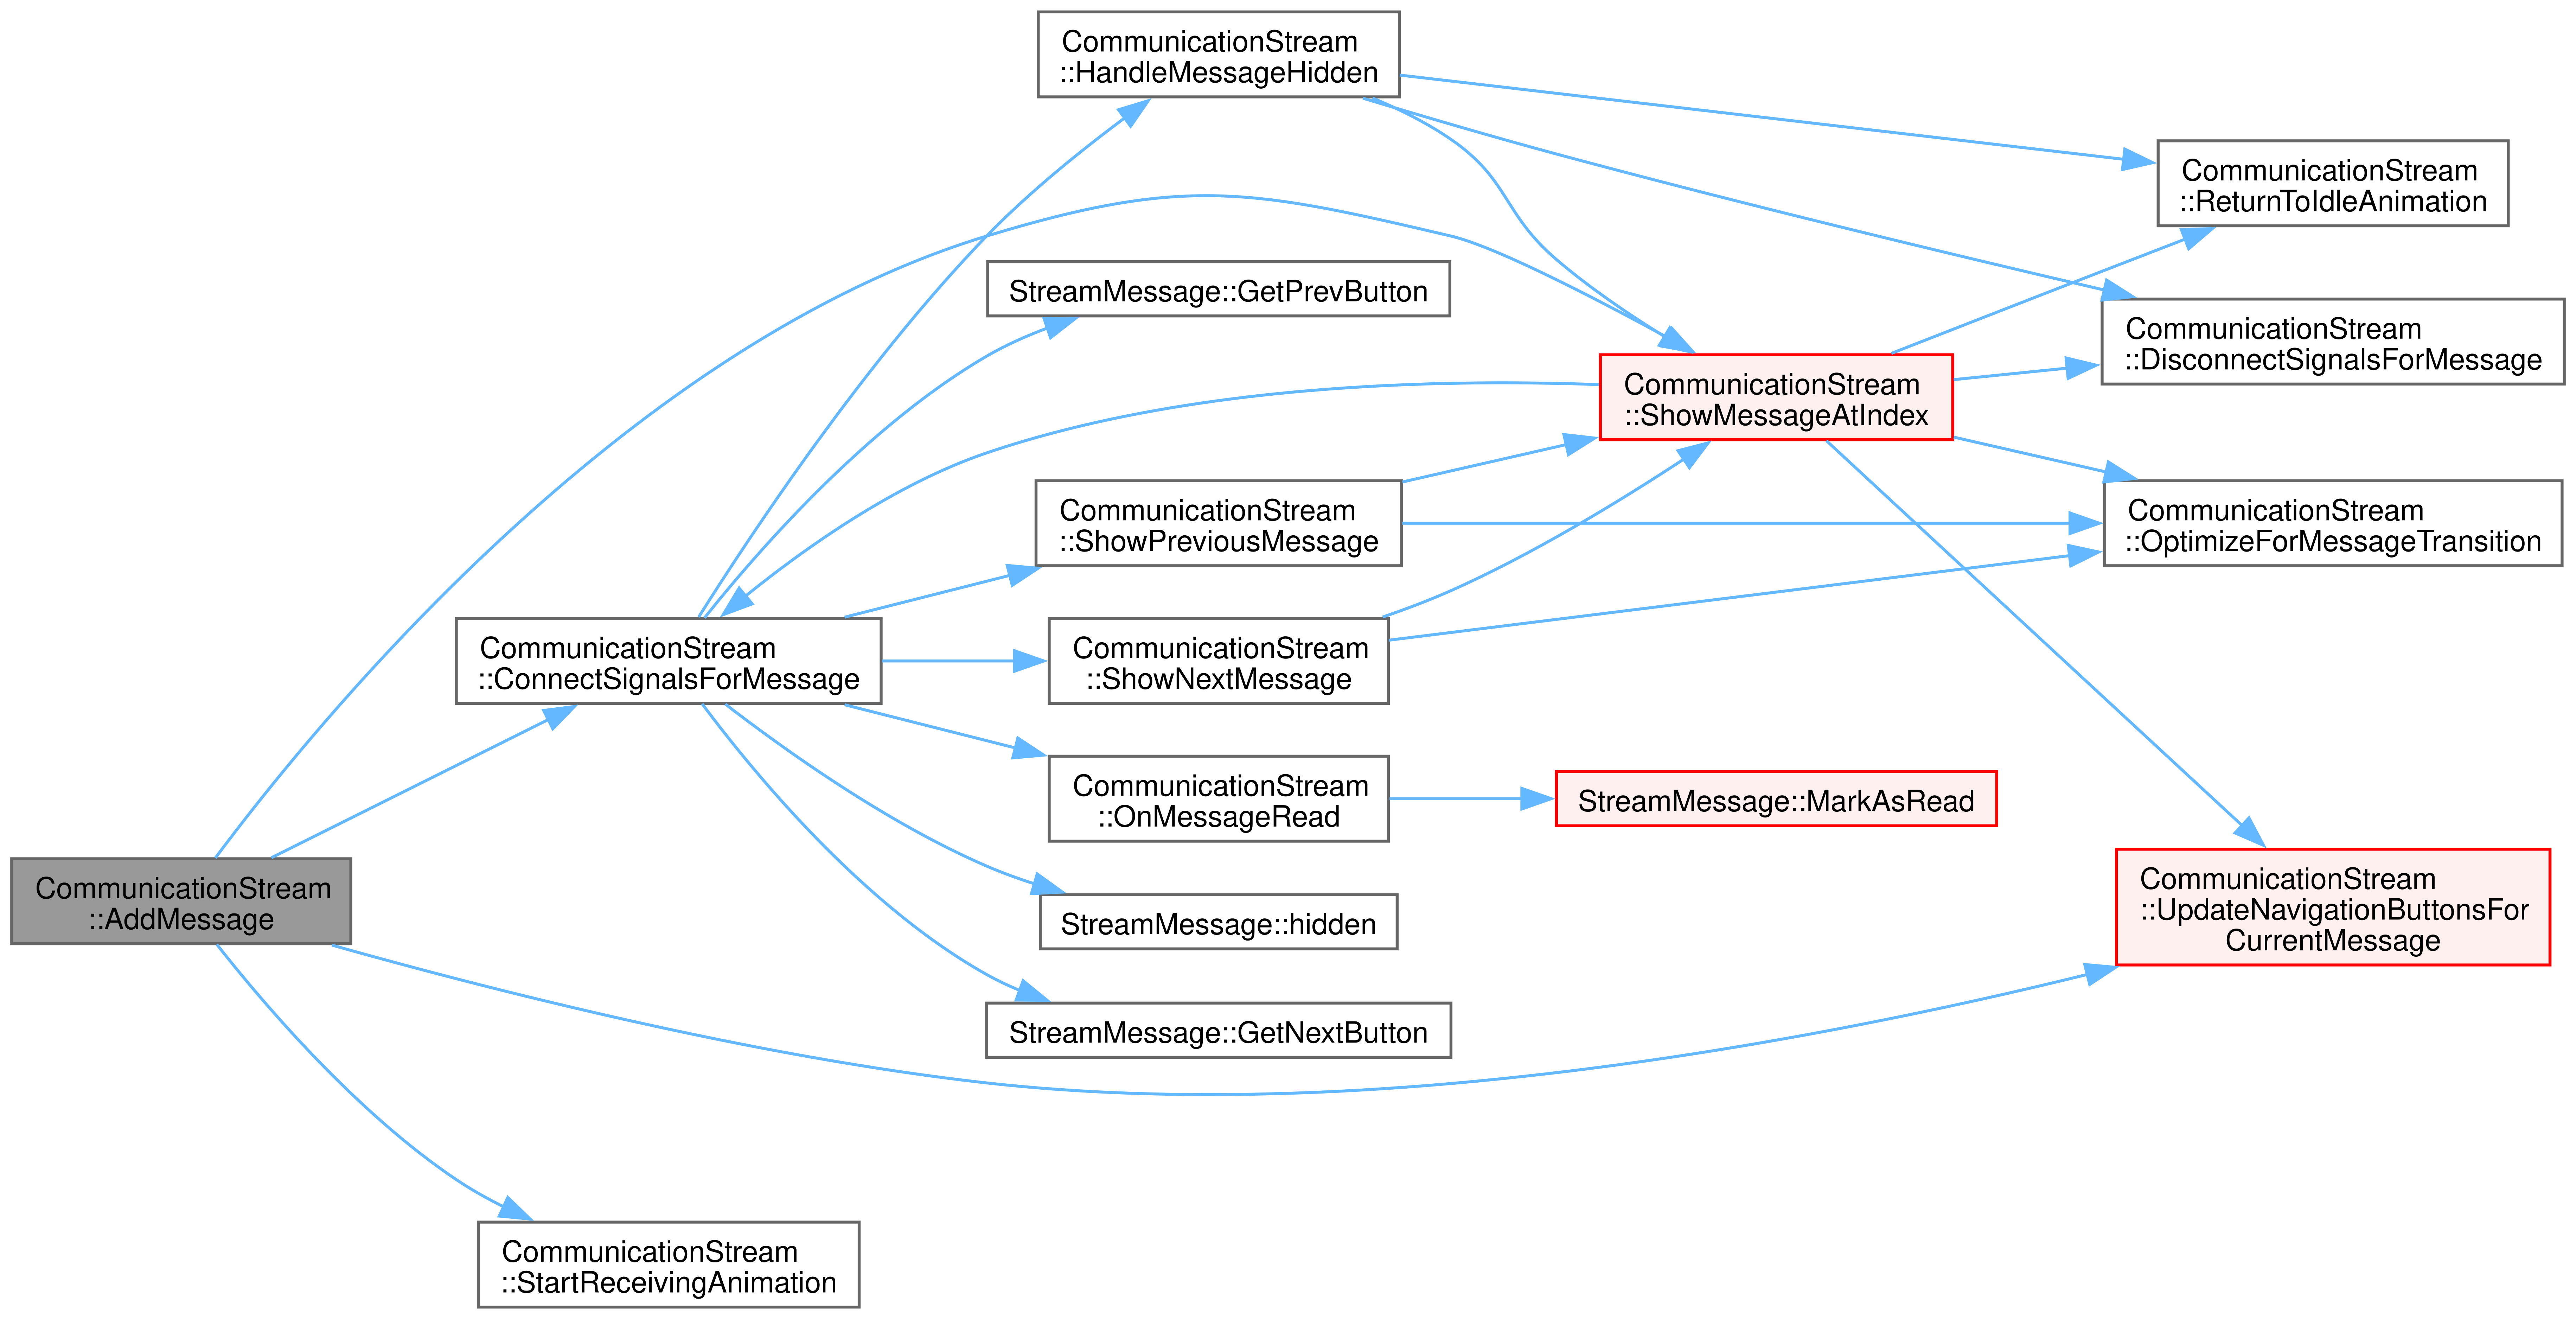 CommunicationStream
::HandleMessageHidden
CommunicationStream
::ReturnToIdleAnimation
StreamMessage::GetPrevButton
CommunicationStream
::DisconnectSignalsForMessage
CommunicationStream
::ShowMessageAtIndex
CommunicationStream
::ShowPreviousMessage
CommunicationStream
::OptimizeForMessageTransition
CommunicationStream
::ConnectSignalsForMessage
CommunicationStream
::ShowNextMessage
CommunicationStream
::OnMessageRead
StreamMessage::MarkAsRead
CommunicationStream
::AddMessage
StreamMessage::hidden
CommunicationStream
::UpdateNavigationButtonsFor
CurrentMessage
StreamMessage::GetNextButton
CommunicationStream
::StartReceivingAnimation